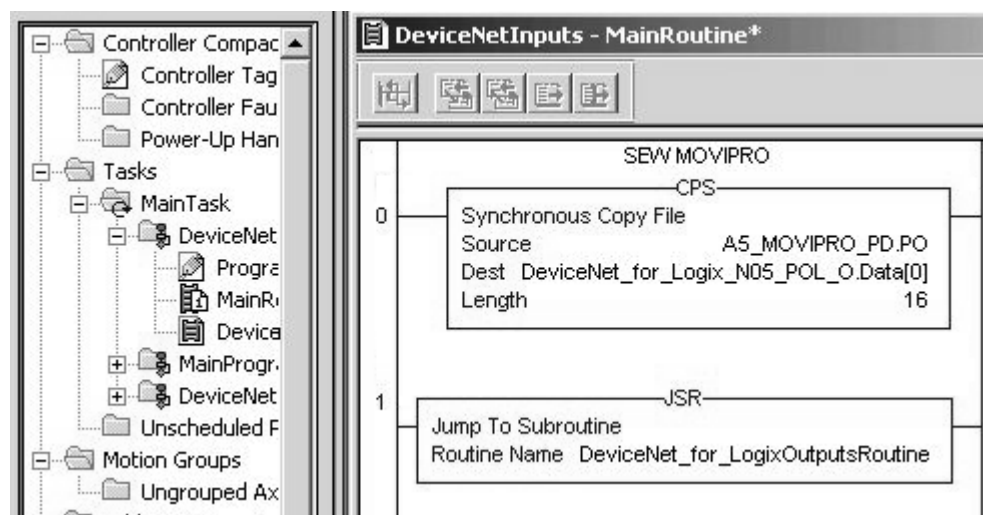 Controller Compac
Controller Tag
Controller Fau
Power-Up Han
Tasks
MainTask
DeviceNet
Progra
MainR
Device
MainProgr
DeviceNet
Unscheduled P
Motion Groups
Ungrouped Ax
DeviceNetInputs - MainRoutine*
0
SEW MOVIPRO
CPS
Synchronous Copy File
Source A5_MOVIPRO_PD.PO
Dest DeviceNet_for_Logix_N05_POL_O.Data[0]
Length 16
1
JSR
Jump To Subroutine
Routine Name DeviceNet_for_LogixOutputsRoutine